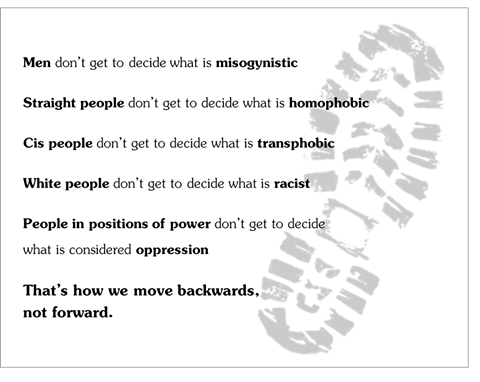 Men don't get to decide what is misogynistic
Straight people don't get to decide what is homophobic
Cis people don't get to decide what is transphobic
White people don't get to decide what is racist
People in positions of power don't get to decide
what is considered oppression
That's how we move backwards,
not forward.